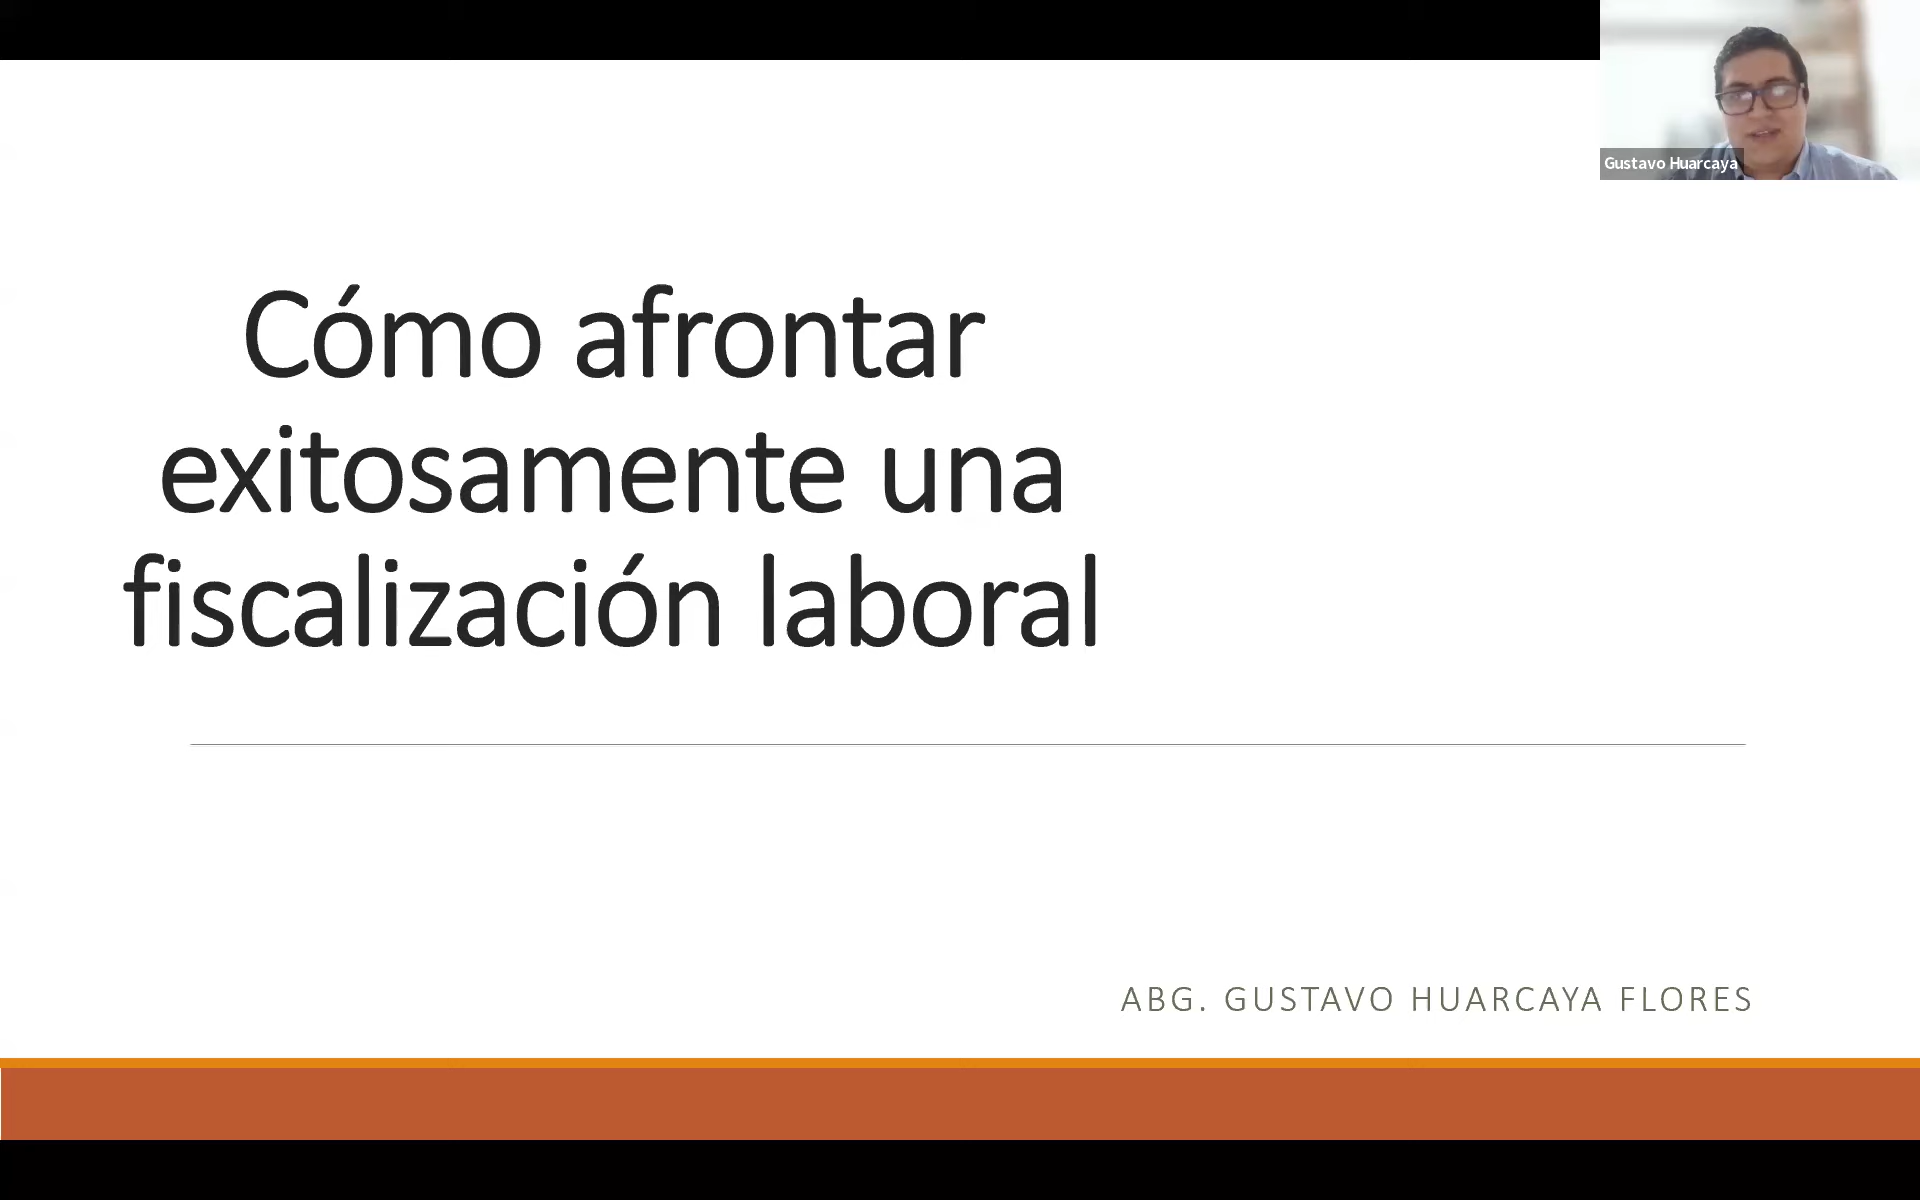 Gustavo Huarcaya
Cómo afrontar
exitosamente una
fiscalización laboral
ABG. GUSTAVO HUARCAYA FLORES